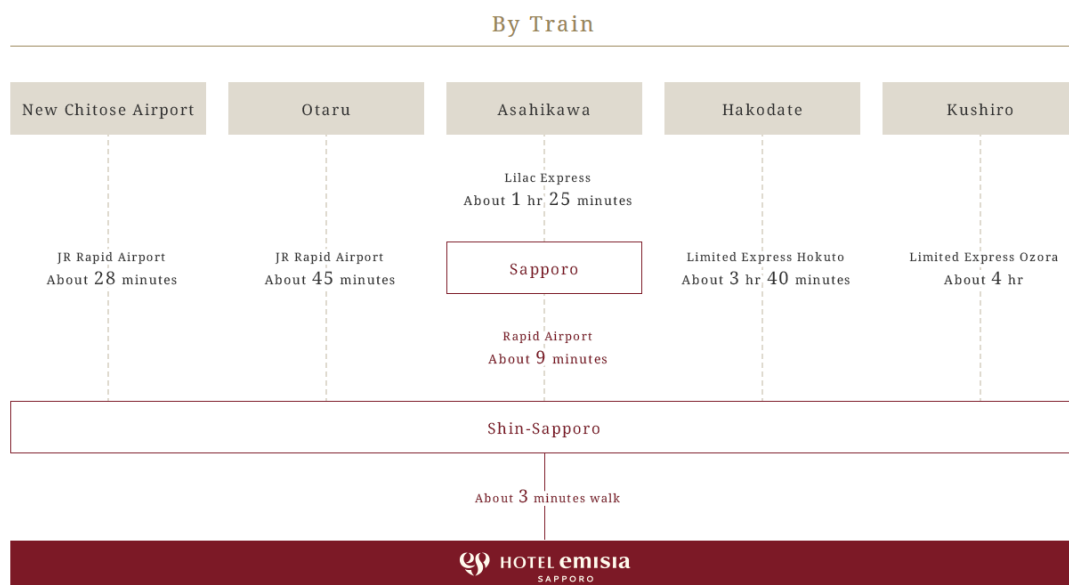 By Train
New Chitose Airport
Otaru
Asahikawa
Hakodate
Kushiro
Lilac Express
About 1 hr 25 minutes
JR Rapid Airport
About 28 minutes
JR Rapid Airport
About 45 minutes
Sapporo
Limited Express Hokuto
About 3 hr 40 minutes
Limited Express Ozora
About 4 hr
Rapid Airport
About 9 minutes
Shin-Sapporo
About 3 minutes walk
HOTEL emisia
SAPPORO